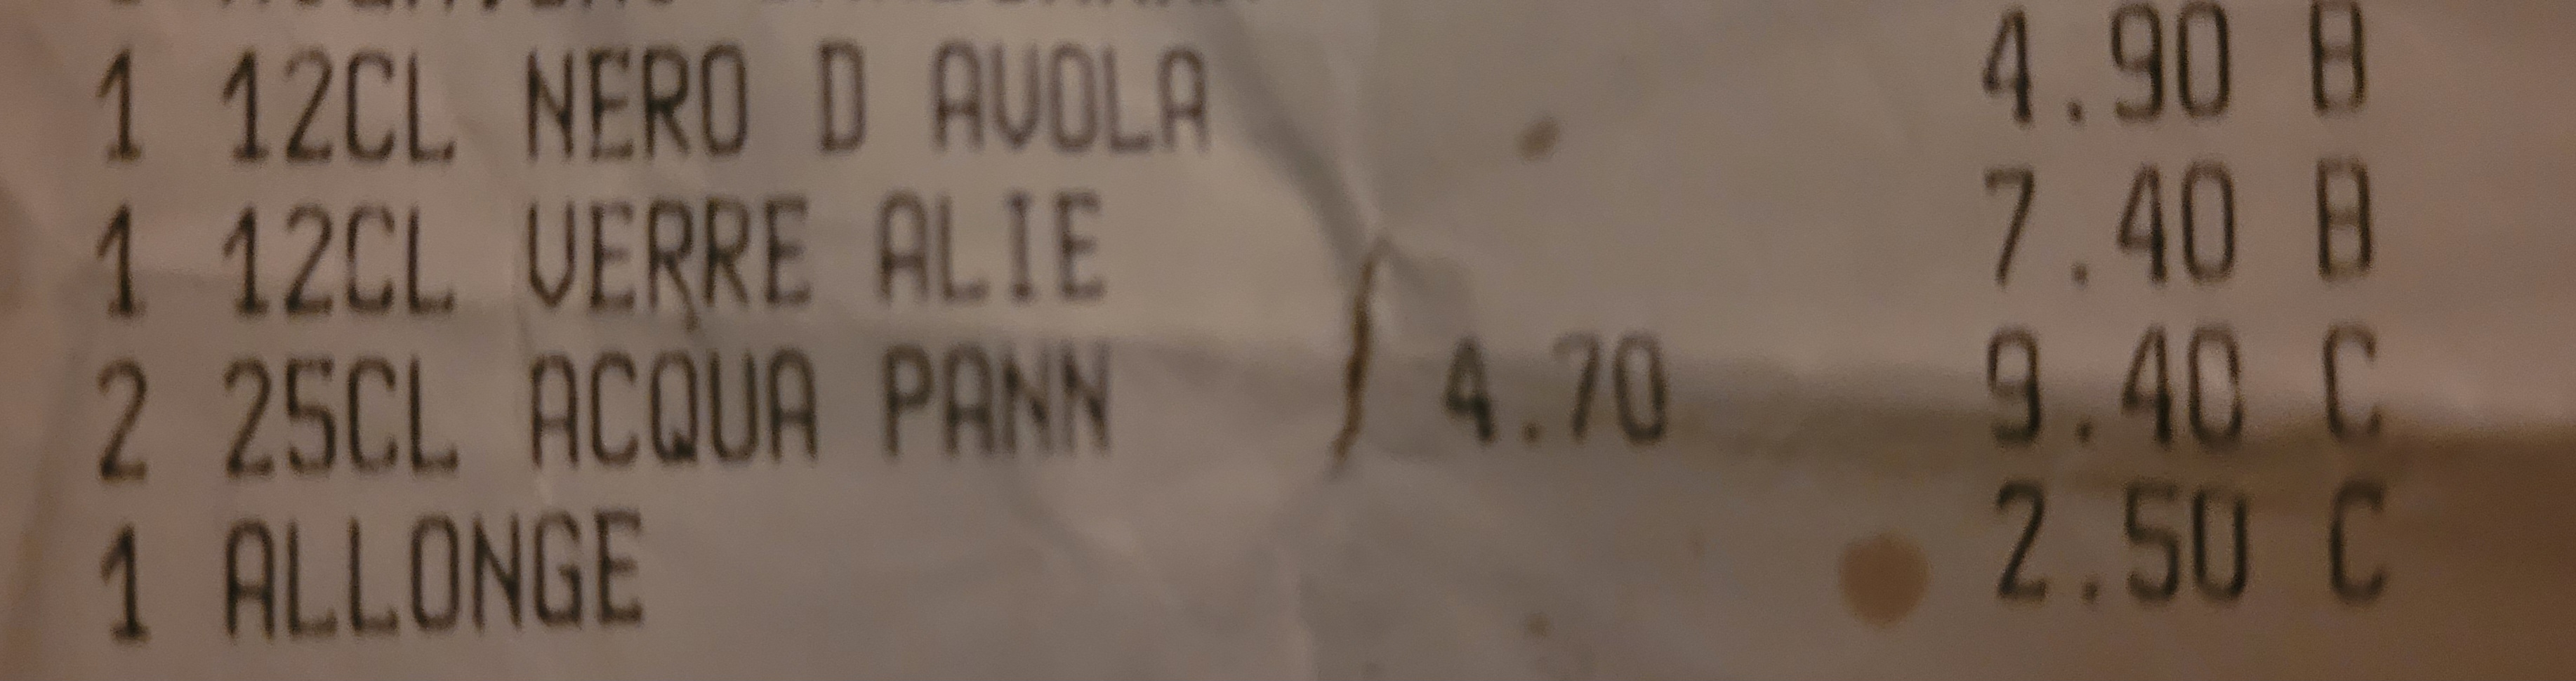 1 12CL NERO D AVOLA 4.90 B
1 12CL VERRE ALIE 7.40 B
2 25CL ACQUA PANN 4.70 9.40 C
1 ALLONGE 2.50 C